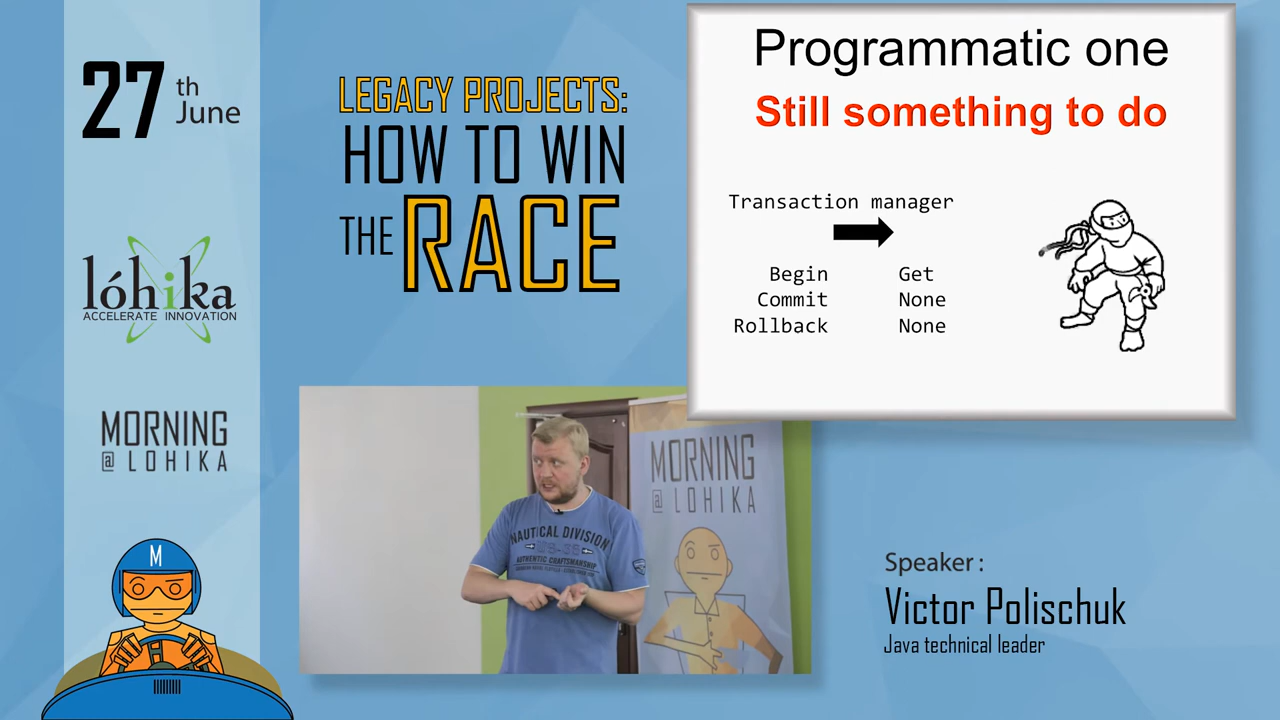 27
th
June
lóhika
ACCELERATE INNOVATION
MORNING
@ LOHIKA
M
LEGACY PROJECTS:
HOW TO WIN
THE RACE
Programmatic one
Still something to do
Transaction manager
Begin Get
Commit None
Rollback None
MORNING
@ LOHIKA
NAUTICAL DIVISION
AUTHENTIC CRAFTSMANSHIP
Speaker :
Victor Polischuk
Java technical leader